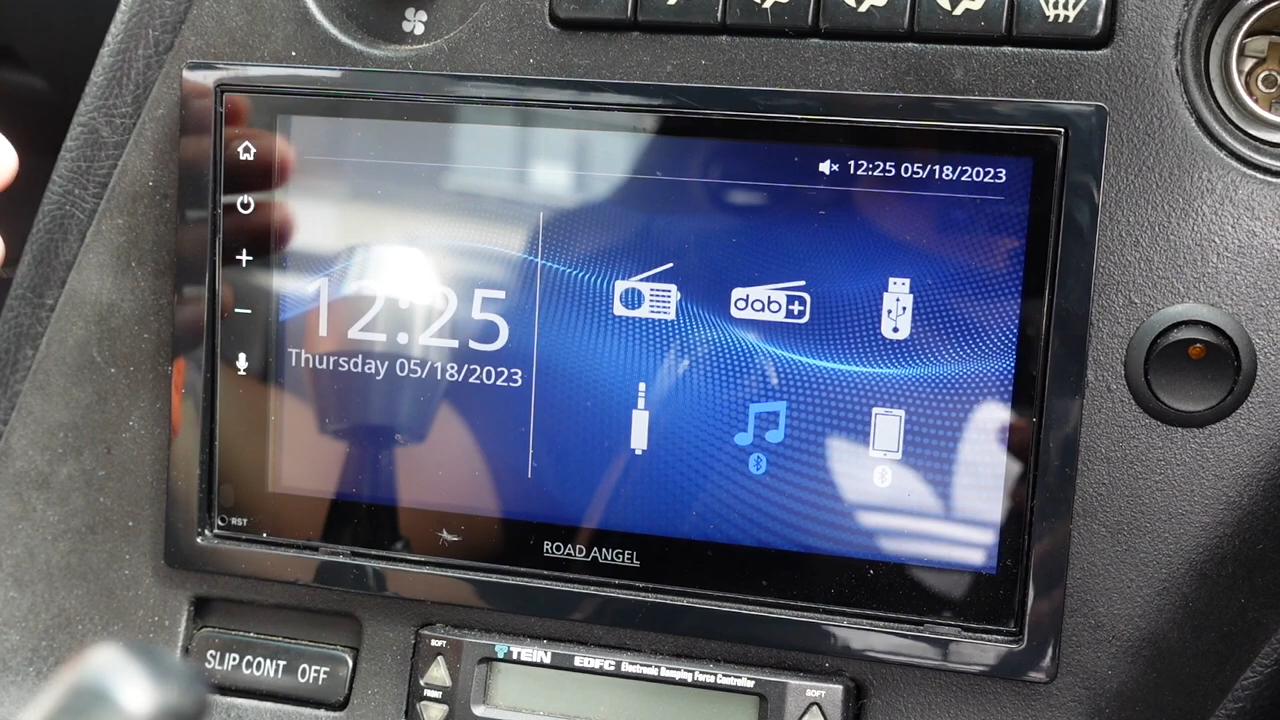 12:25 05/18/2023
dab+
12:25
Thursday 05/18/2023
RST
ROAD ANGEL
SLIP CONT OFF
SOFT
TEIN EDFC Electronic Damping Force Controller
FRONT
SOFT